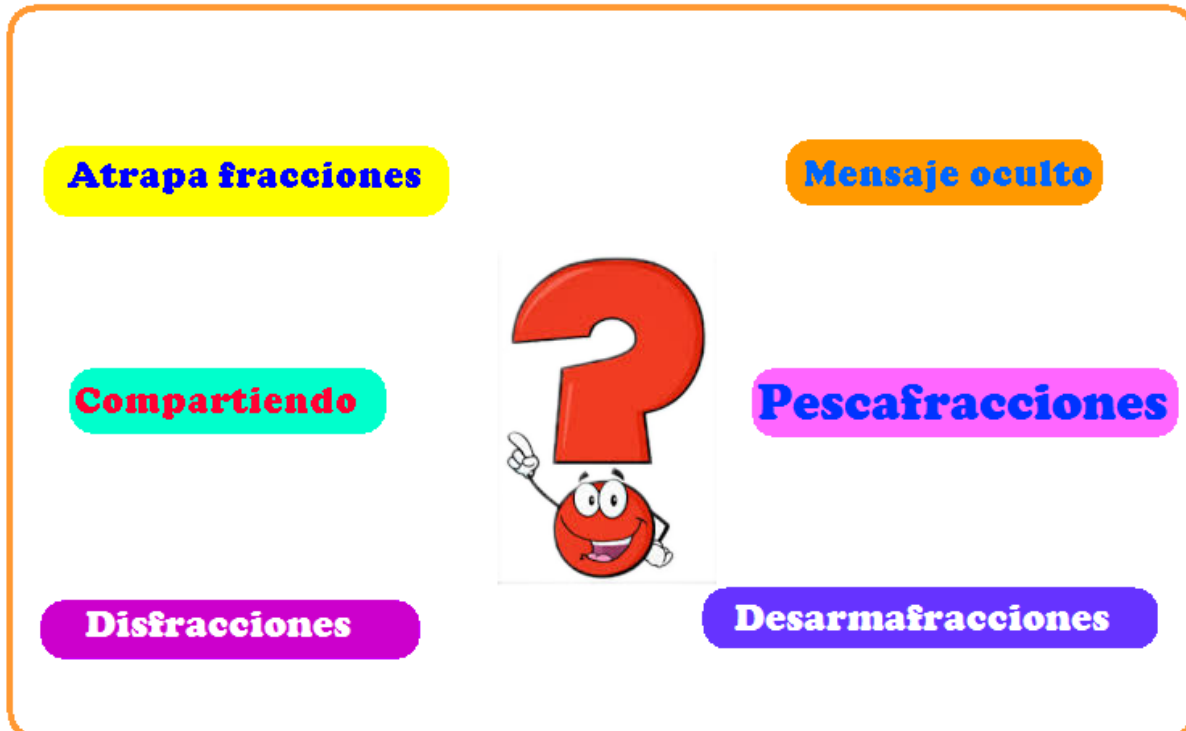 Atrapa fracciones
Mensaje oculto
Compartiendo
Pescafracciones
Disfracciones
Desarmafracciones